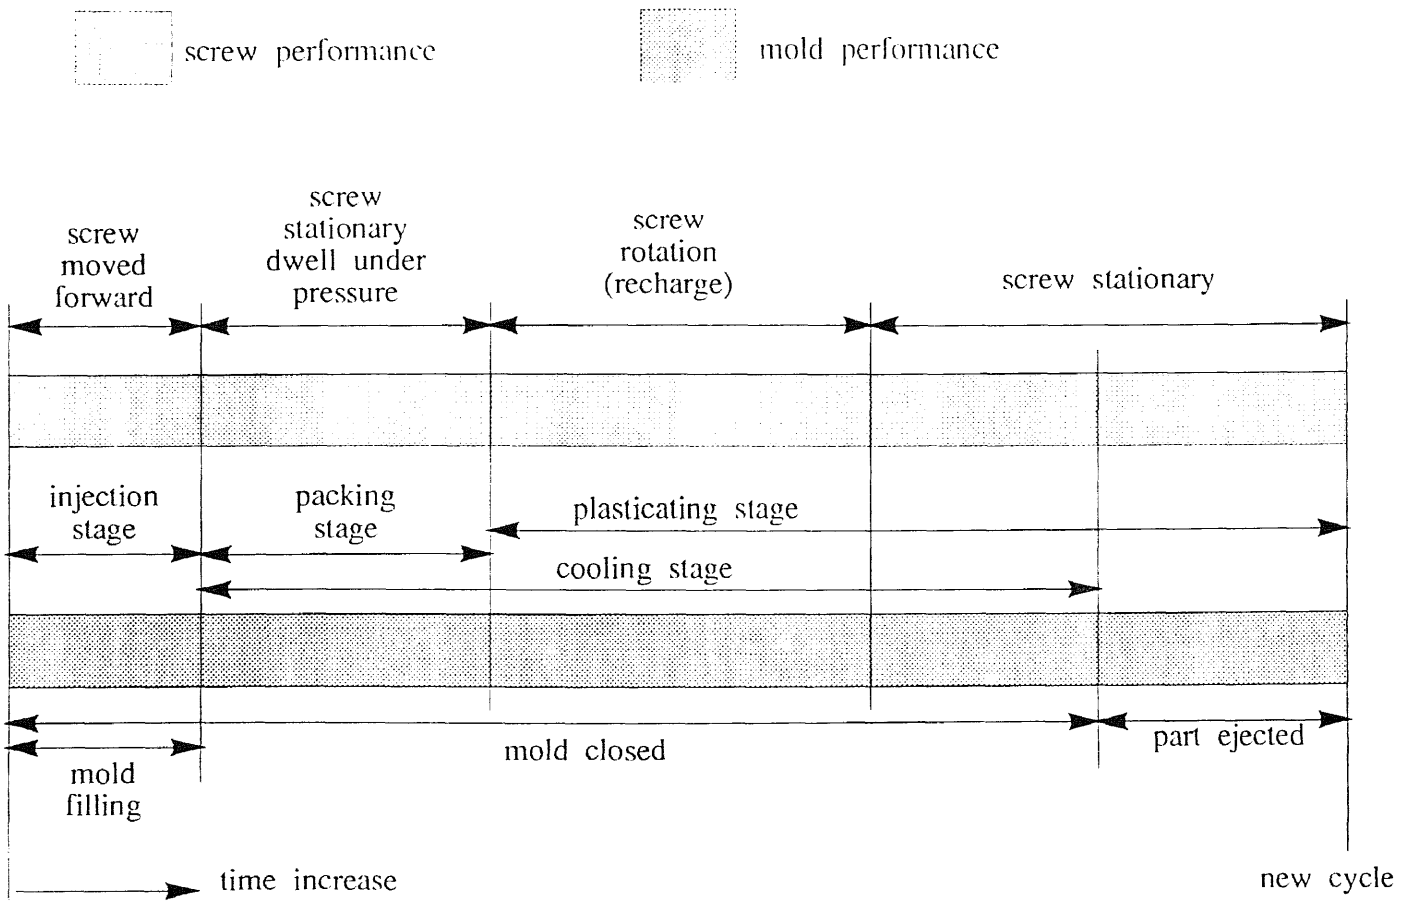 screw performance
mold performance
screw
moved
forward
screw
stationary
dwell under
pressure
screw
rotation
(recharge)
screw stationary
injection
stage
packing
stage
plasticating stage
cooling stage
mold closed
part ejected
mold
filling
time increase
new cycle